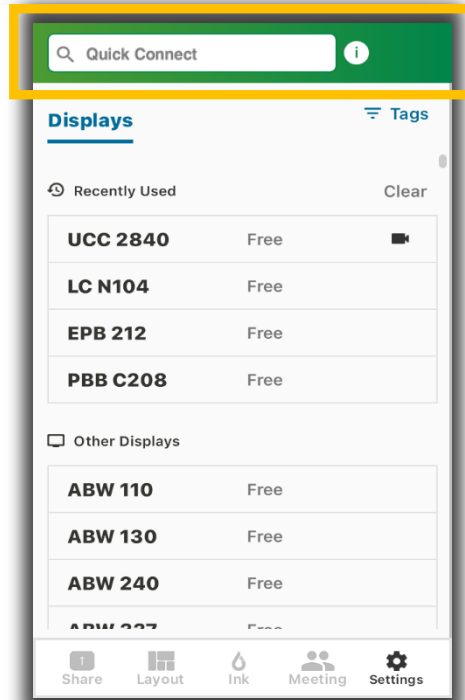 Quick Connect i
Displays Tags
Recently Used Clear
UCC 2840 Free
LC N104 Free
EPB 212 Free
PBB C208 Free
Other Displays
ABW 110 Free
ABW 130 Free
ABW 240 Free
1
Share Layout Ink Meeting Settings